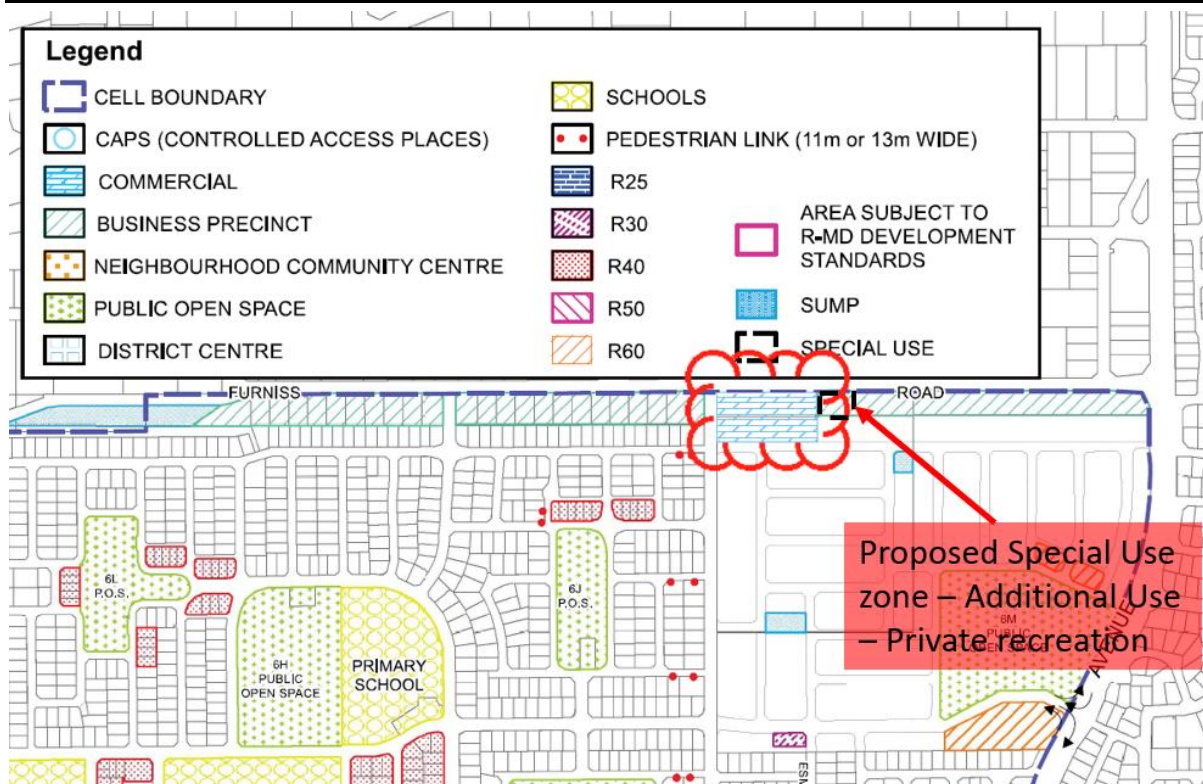 Legend
CELL BOUNDARY
CAPS (CONTROLLED ACCESS PLACES)
COMMERCIAL
BUSINESS PRECINCT
NEIGHBOURHOOD COMMUNITY CENTRE
PUBLIC OPEN SPACE
DISTRICT CENTRE
SCHOOLS
PEDESTRIAN LINK (11m or 13m WIDE)
R25
R30
R40
R50
R60
AREA SUBJECT TO
R-MD DEVELOPMENT
STANDARDS
SUMP
SPECIAL USE
FURNISS
ROAD
6L
P.O.S.
6H
PUBLIC
OPEN SPACE
PRIMARY
SCHOOL
6J
P.O.S.
Proposed Special Use
zone – Additional Use
– Private recreation
6M
PUBLIC
OPEN SPACE
AVENUE
ESM